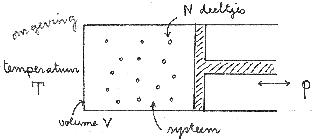 omgeving
N deeltjes
temperatuur
T
p
volume V
systeem